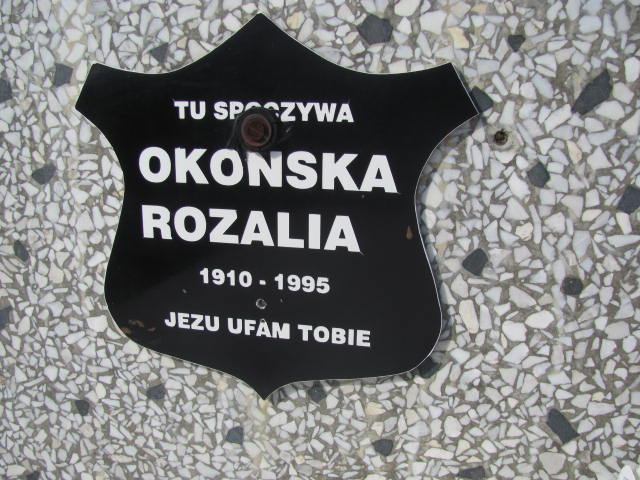 TU SPOCZYWA
OKONSKA
ROZALIA
1910 - 1995
JEZU UFAM TOBIE